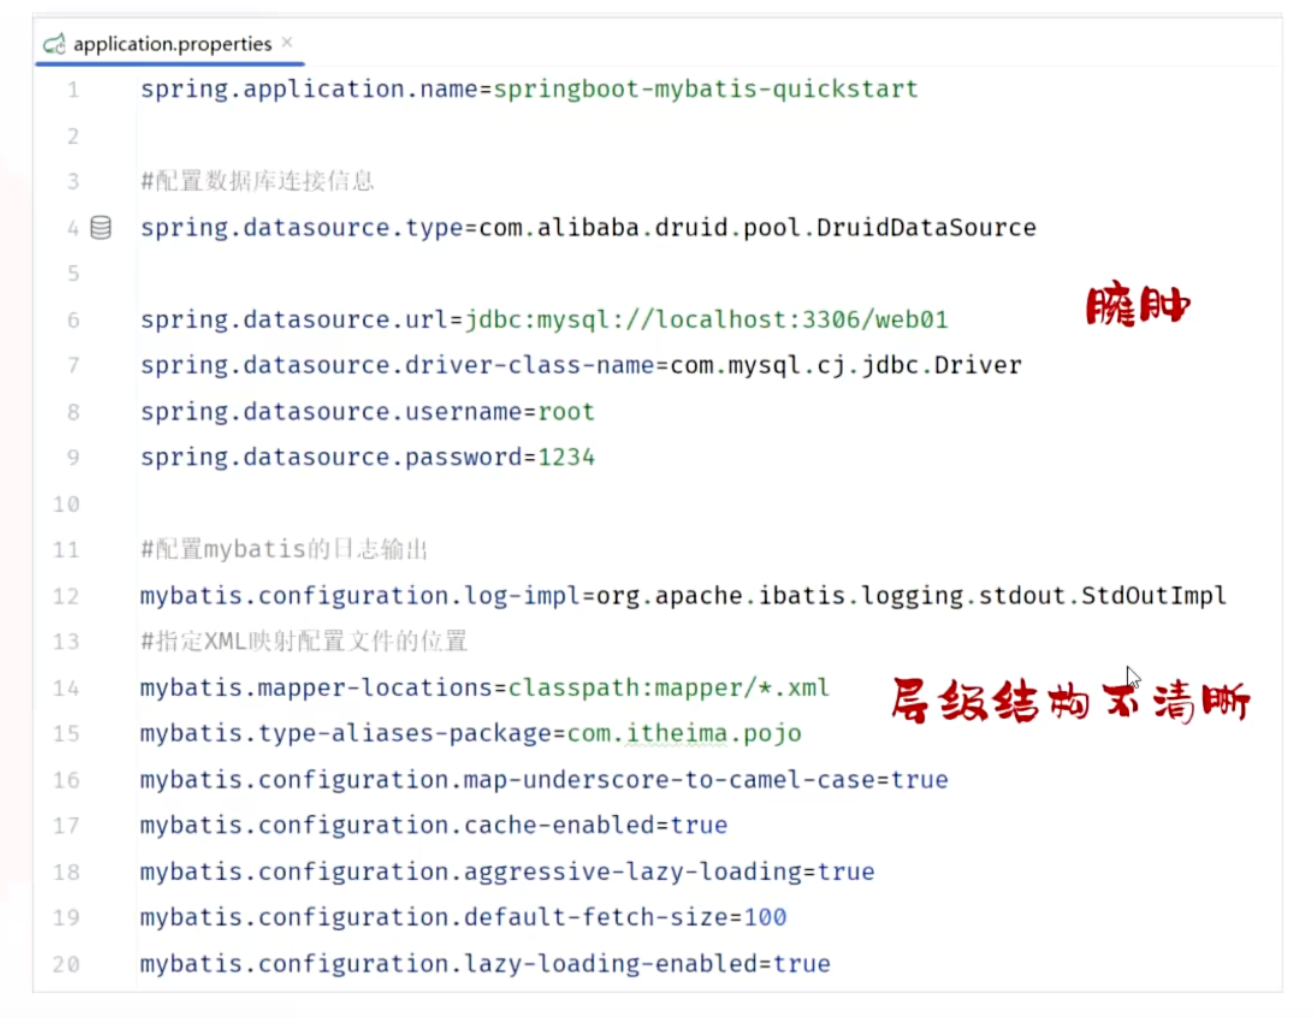 application.properties
1 spring.application.name=springboot-mybatis-quickstart
2
3 #配置数据库连接信息
4 spring.datasource.type=com.alibaba.druid.pool.DruidDataSource
5
臃肿
6 spring.datasource.url=jdbc:mysql://localhost:3306/web01
7 spring.datasource.driver-class-name=com.mysql.cj.jdbc.Driver
8 spring.datasource.username=root
9 spring.datasource.password=1234
10
11 #配置mybatis的日志输出
12 mybatis.configuration.log-impl=org.apache.ibatis.logging.stdout.StdOutImpl
13 #指定XML映射配置文件的位置
14 mybatis.mapper-locations=classpath:mapper/*.xml
层级结构不清晰
15 mybatis.type-aliases-package=com.itheima.pojo
16 mybatis.configuration.map-underscore-to-camel-case=true
17 mybatis.configuration.cache-enabled=true
18 mybatis.configuration.aggressive-lazy-loading=true
19 mybatis.configuration.default-fetch-size=100
20 mybatis.configuration.lazy-loading-enabled=true